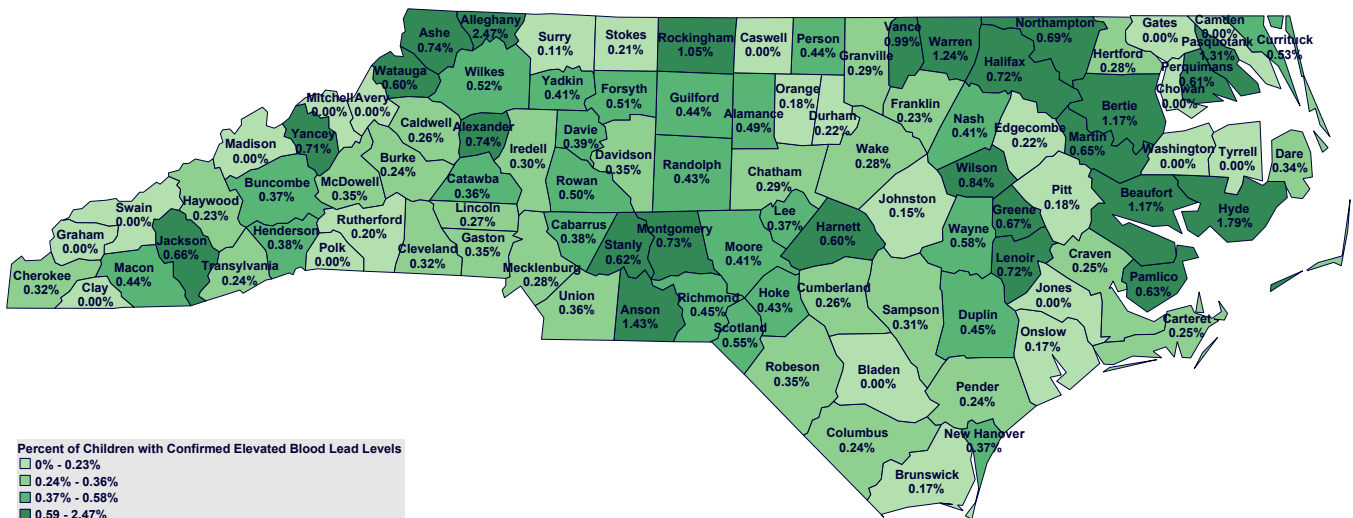 Ashe
0.74%
Alleghany
2.47%
Surry
0.11%
Stokes
0.21%
Rockingham
1.05%
Caswell
0.00%
Person
0.44%
Granville
0.29%
Vance
0.99%
Warren
1.24%
Northampton
0.69%
Halifax
0.72%
Hertford
0.28%
Gates
0.00%
Camden
0.00%
Pasquotank
1.31%
Currituck
0.53%
Perquimans
0.61%
Chowan
0.00%
Watauga
0.60%
Wilkes
0.52%
Yadkin
0.41%
Forsyth
0.51%
Guilford
0.44%
Alamance
0.49%
Orange
0.18%
Durham
0.22%
Franklin
0.23%
Nash
0.41%
Edgecombe
0.22%
Bertie
1.17%
Martin
0.65%
Washington
0.00%
Tyrrell
0.00%
Dare
0.34%
Mitchell
0.00%
Avery
0.00%
Yancey
0.71%
Madison
0.00%
Caldwell
0.26%
Alexander
0.74%
Iredell
0.30%
Davie
0.39%
Davidson
0.35%
Randolph
0.43%
Chatham
0.29%
Wake
0.28%
Wilson
0.84%
Pitt
0.18%
Beaufort
1.17%
Hyde
1.79%
Burke
0.24%
McDowell
0.35%
Buncombe
0.37%
Haywood
0.23%
Swain
0.00%
Graham
0.00%
Cherokee
0.32%
Clay
0.00%
Macon
0.44%
Jackson
0.66%
Transylvania
0.24%
Henderson
0.38%
Polk
0.00%
Rutherford
0.20%
Cleveland
0.32%
Catawba
0.36%
Lincoln
0.27%
Gaston
0.35%
Rowan
0.50%
Cabarrus
0.38%
Mecklenburg
0.28%
Stanly
0.62%
Montgomery
0.73%
Moore
0.41%
Lee
0.37%
Harnett
0.60%
Johnston
0.15%
Wayne
0.58%
Greene
0.67%
Lenoir
0.72%
Craven
0.25%
Pamlico
0.63%
Jones
0.00%
Carteret
0.25%
Onslow
0.17%
Union
0.36%
Anson
1.43%
Richmond
0.45%
Scotland
0.55%
Hoke
0.43%
Cumberland
0.26%
Sampson
0.31%
Duplin
0.45%
Robeson
0.35%
Bladen
0.00%
Pender
0.24%
Columbus
0.24%
New Hanover
0.37%
Brunswick
0.17%
Percent of Children with Confirmed Elevated Blood Lead Levels
0% - 0.23%
0.24% - 0.36%
0.37% - 0.58%
0.59 - 2.47%